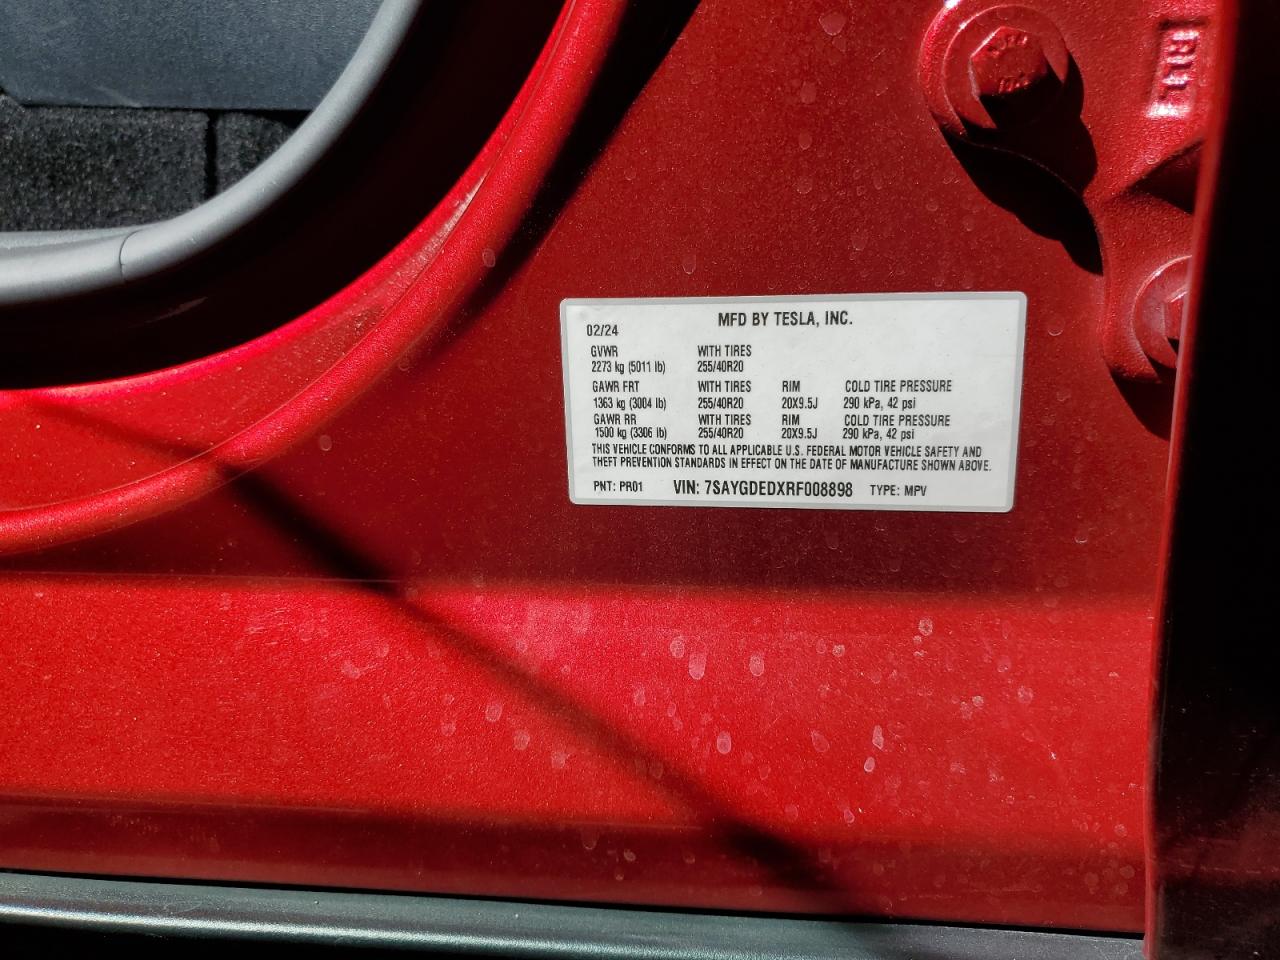 MFD BY TESLA, INC.
02/24
GVWR WITH TIRES
2273 kg (5011 lb) 255/40R20
GAWR FRT WITH TIRES RIM COLD TIRE PRESSURE
1363 kg (3004 lb) 255/40R20 20X9.5J 290 kPa, 42 psi
GAWR RR WITH TIRES RIM COLD TIRE PRESSURE
1500 kg (3306 lb) 255/40R20 20X9.5J 290 kPa, 42 psi
THIS VEHICLE CONFORMS TO ALL APPLICABLE U.S. FEDERAL MOTOR VEHICLE SAFETY AND
THEFT PREVENTION STANDARDS IN EFFECT ON THE DATE OF MANUFACTURE SHOWN ABOVE.
PNT: PR01 VIN: 7SAYGDEDXRF008898 TYPE: MPV